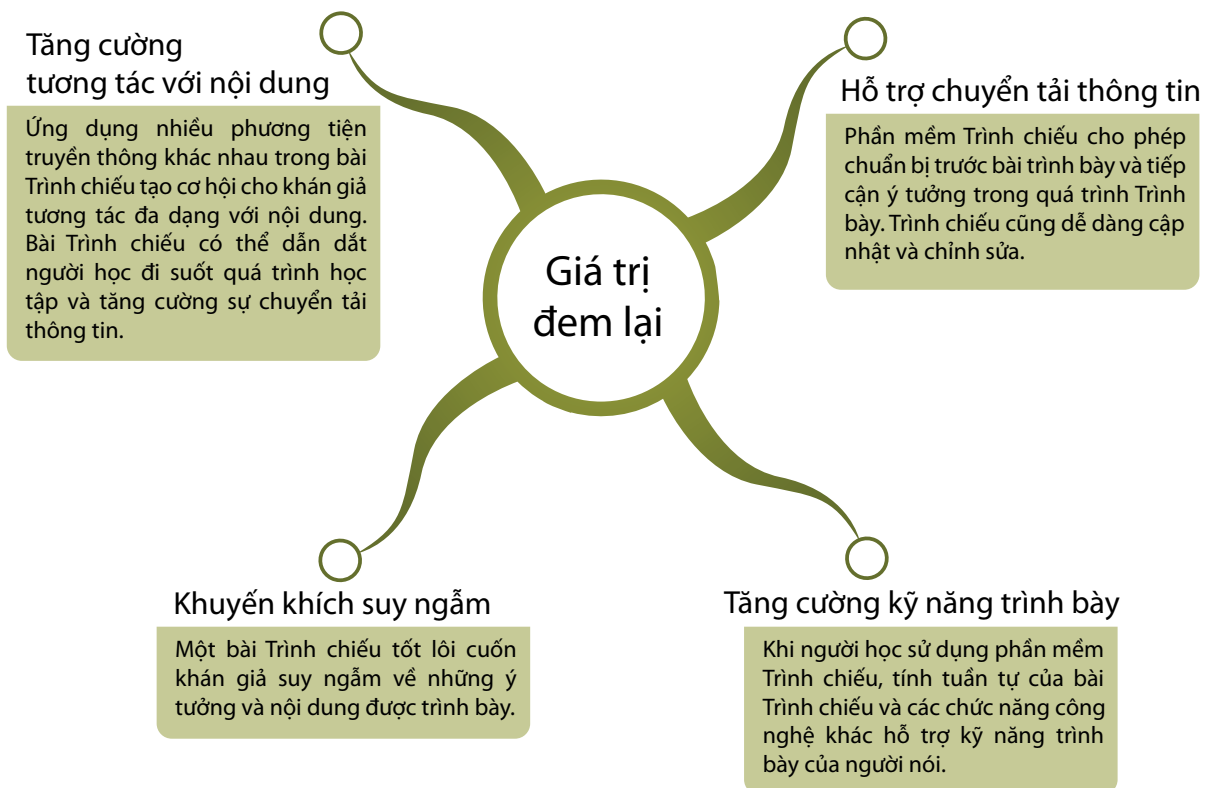 Tăng cường
tương tác với nội dung
Ứng dụng nhiều phương tiện
truyền thông khác nhau trong bài
Trình chiếu tạo cơ hội cho khán giả
tương tác đa dạng với nội dung.
Bài Trình chiếu có thể dẫn dắt
người học đi suốt quá trình học
tập và tăng cường sự chuyển tải
thông tin.
Hỗ trợ chuyển tải thông tin
Phần mềm Trình chiếu cho phép
chuẩn bị trước bài trình bày và tiếp
cận ý tưởng trong quá trình Trình
bày. Trình chiếu cũng dễ dàng cập
nhật và chỉnh sửa.
Giá trị
đem lại
Khuyến khích suy ngẫm
Một bài Trình chiếu tốt lôi cuốn
khán giả suy ngẫm về những ý
tưởng và nội dung được trình bày.
Tăng cường kỹ năng trình bày
Khi người học sử dụng phần mềm
Trình chiếu, tính tuần tự của bài
Trình chiếu và các chức năng công
nghệ khác hỗ trợ kỹ năng trình
bày của người nói.